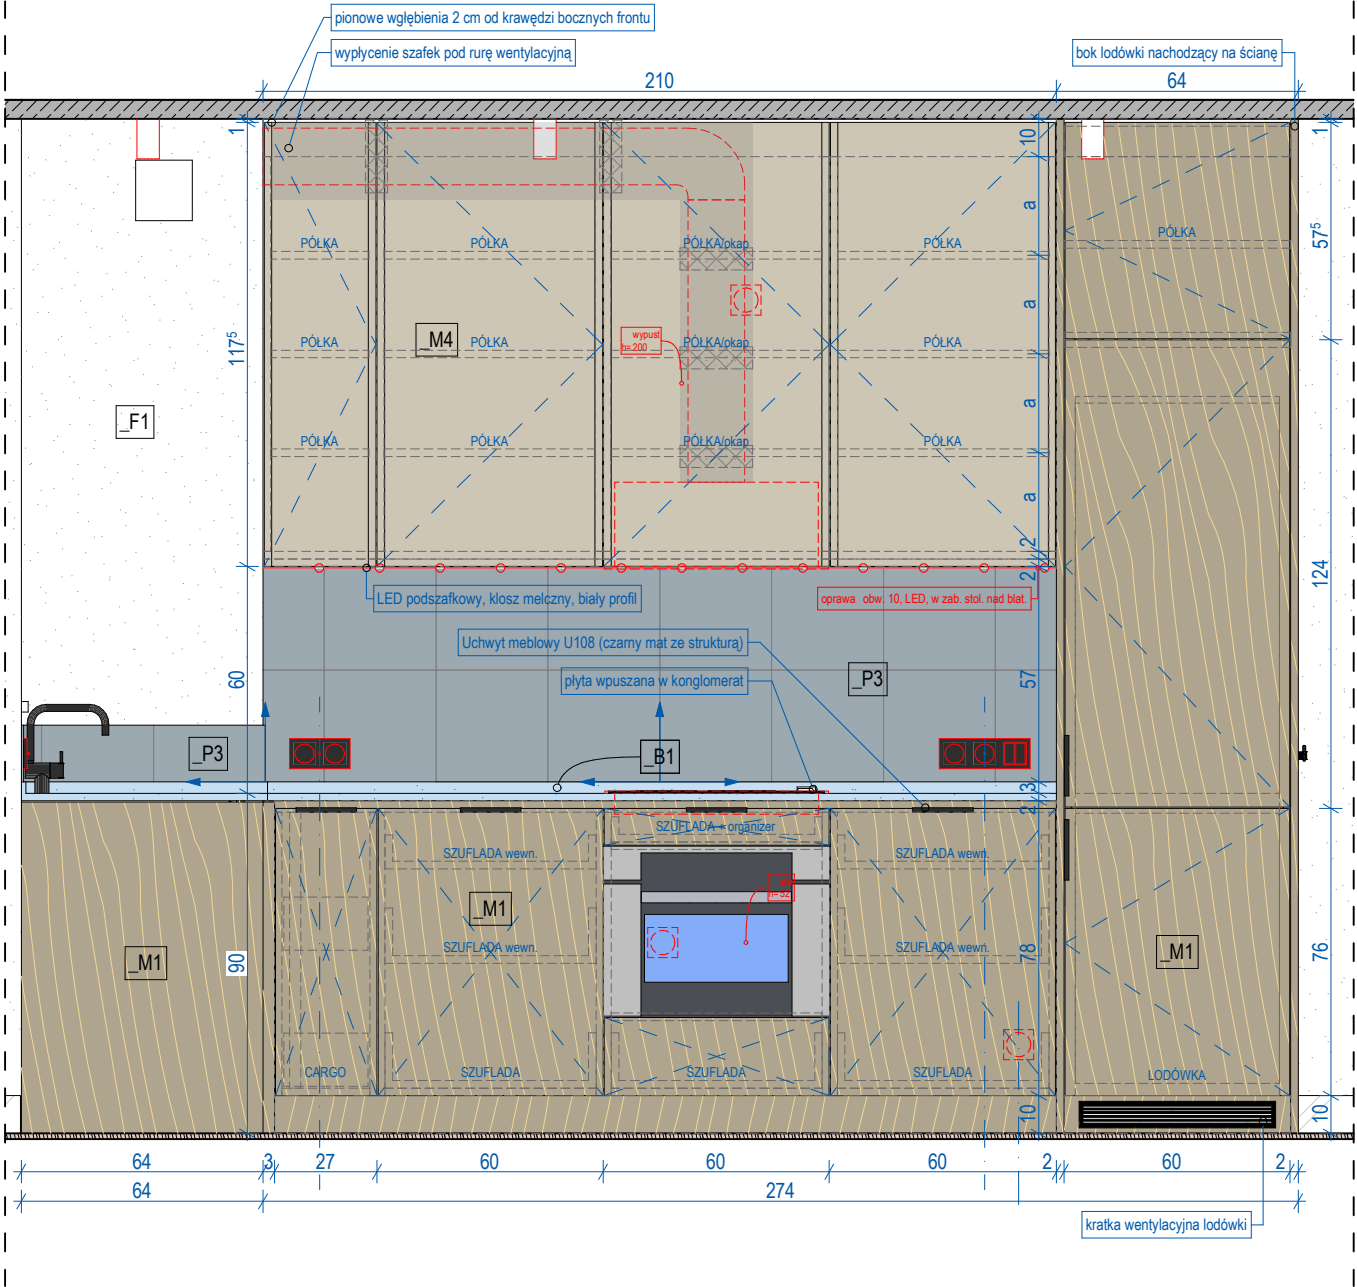 pionowe wgłębienia 2 cm od krawędzi bocznych frontu
wypłycenie szafek pod rurę wentylacyjną
bok lodówki nachodzący na ścianę
210
64
1
10
1
a
57⁵
PÓŁKA
PÓŁKA
PÓŁKA/okap
PÓŁKA
PÓŁKA
a
117⁵
_M4
wypust
h=200
PÓŁKA
PÓŁKA
PÓŁKA/okap
PÓŁKA
_F1
a
PÓŁKA
PÓŁKA
PÓŁKA/okap
PÓŁKA
a
2
2
124
LED podszafkowy, klosz melczny, biały profil
oprawa obw. 10, LED, w zab. stol. nad blat.
Uchwyt meblowy U108 (czarny mat ze strukturą)
płyta wpuszana w konglomerat
60
57
_P3
_P3
_B1
3
2
SZUFLADA + organizer
SZUFLADA wewn.
SZUFLADA wewn.
h=52
_M1
SZUFLADA wewn.
SZUFLADA wewn.
_M1
90
78
_M1
76
CARGO
SZUFLADA
SZUFLADA
SZUFLADA
LODÓWKA
10
10
64
3
27
60
60
60
2
60
2
64
274
kratka wentylacyjna lodówki